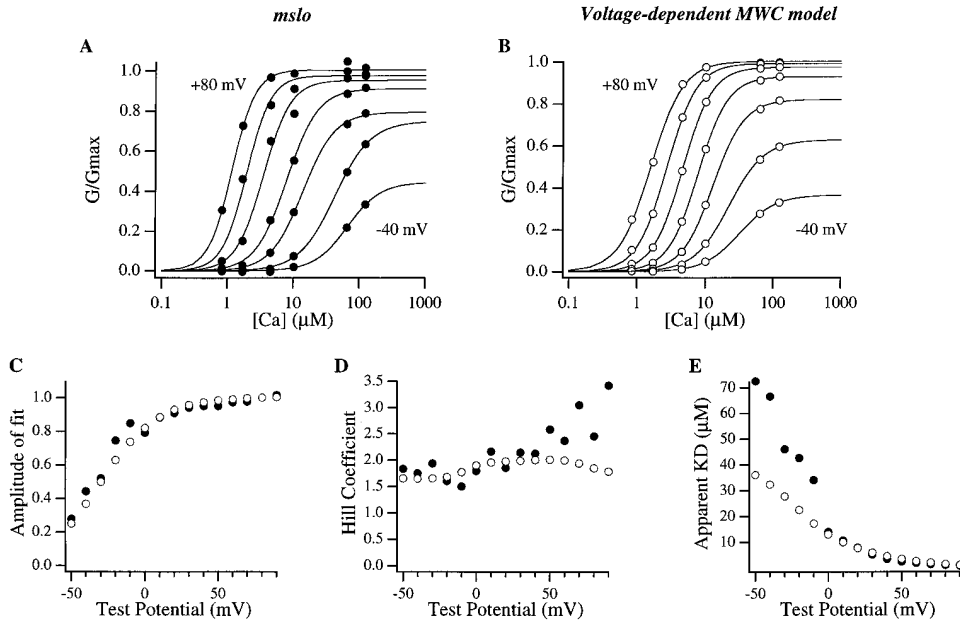 mslo
Voltage-dependent MWC model
A
B
G/Gmax
1.0
0.8
0.6
0.4
0.2
0.0
+80 mV
-40 mV
0.1 1 10 100 1000
[Ca] (µM)
G/Gmax
1.0
0.8
0.6
0.4
0.2
0.0
+80 mV
-40 mV
0.1 1 10 100 1000
[Ca] (µM)
C
Amplitude of fit
1.0
0.8
0.6
0.4
0.2
0.0
-50 0 50
Test Potential (mV)
D
Hill Coefficient
3.5
3.0
2.5
2.0
1.5
1.0
0.5
0.0
-50 0 50
Test Potential (mV)
E
Apparent KD (µM)
70
60
50
40
30
20
10
-50 0 50
Test Potential (mV)